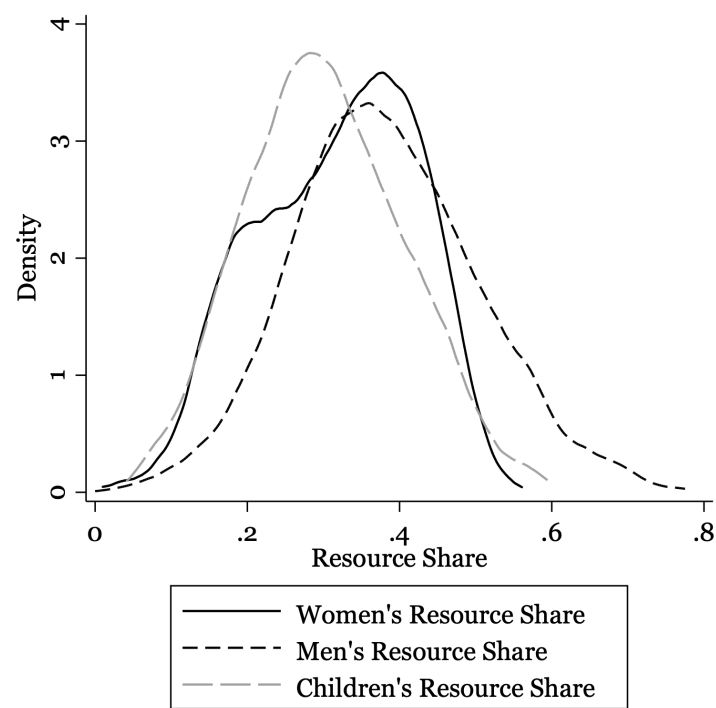 4
3
2
1
0
Density
0
.2
.4
.6
.8
Resource Share
Women's Resource Share
Men's Resource Share
Children's Resource Share